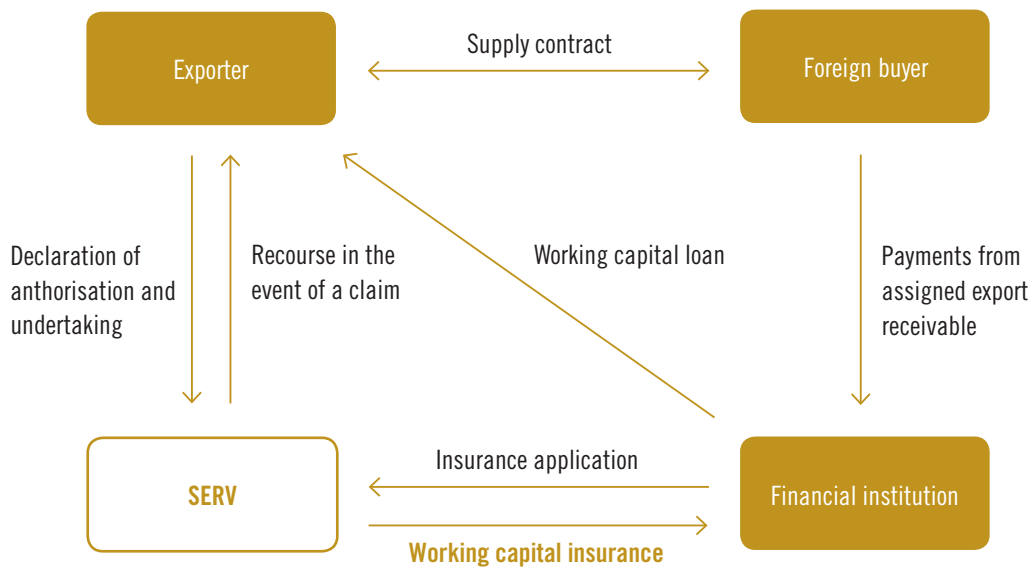 Exporter
Supply contract
Foreign buyer
Declaration of
anthorisation and
undertaking
Recourse in the
event of a claim
Working capital loan
Payments from
assigned export
receivable
SERV
Insurance application
Working capital insurance
Financial institution